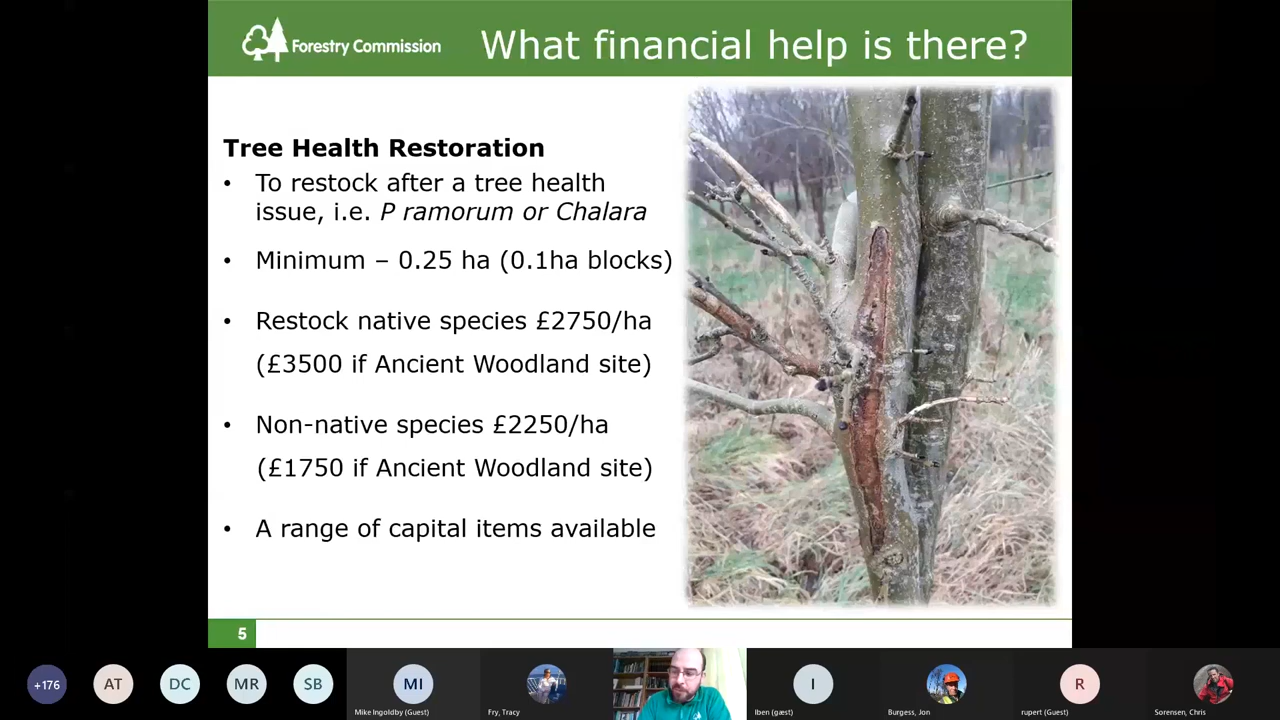 Forestry Commission
What financial help is there?
Tree Health Restoration
• To restock after a tree health
issue, i.e. P ramorum or Chalara
• Minimum – 0.25 ha (0.1ha blocks)
• Restock native species £2750/ha
(£3500 if Ancient Woodland site)
• Non-native species £2250/ha
(£1750 if Ancient Woodland site)
• A range of capital items available
5
+176
AT
DC
MR
SB
MI
I
R
Mike Ingoldby (Guest)
Fry, Tracy
Iben (gæst)
Burgess, Jon
rupert (Guest)
Sorensen, Chris